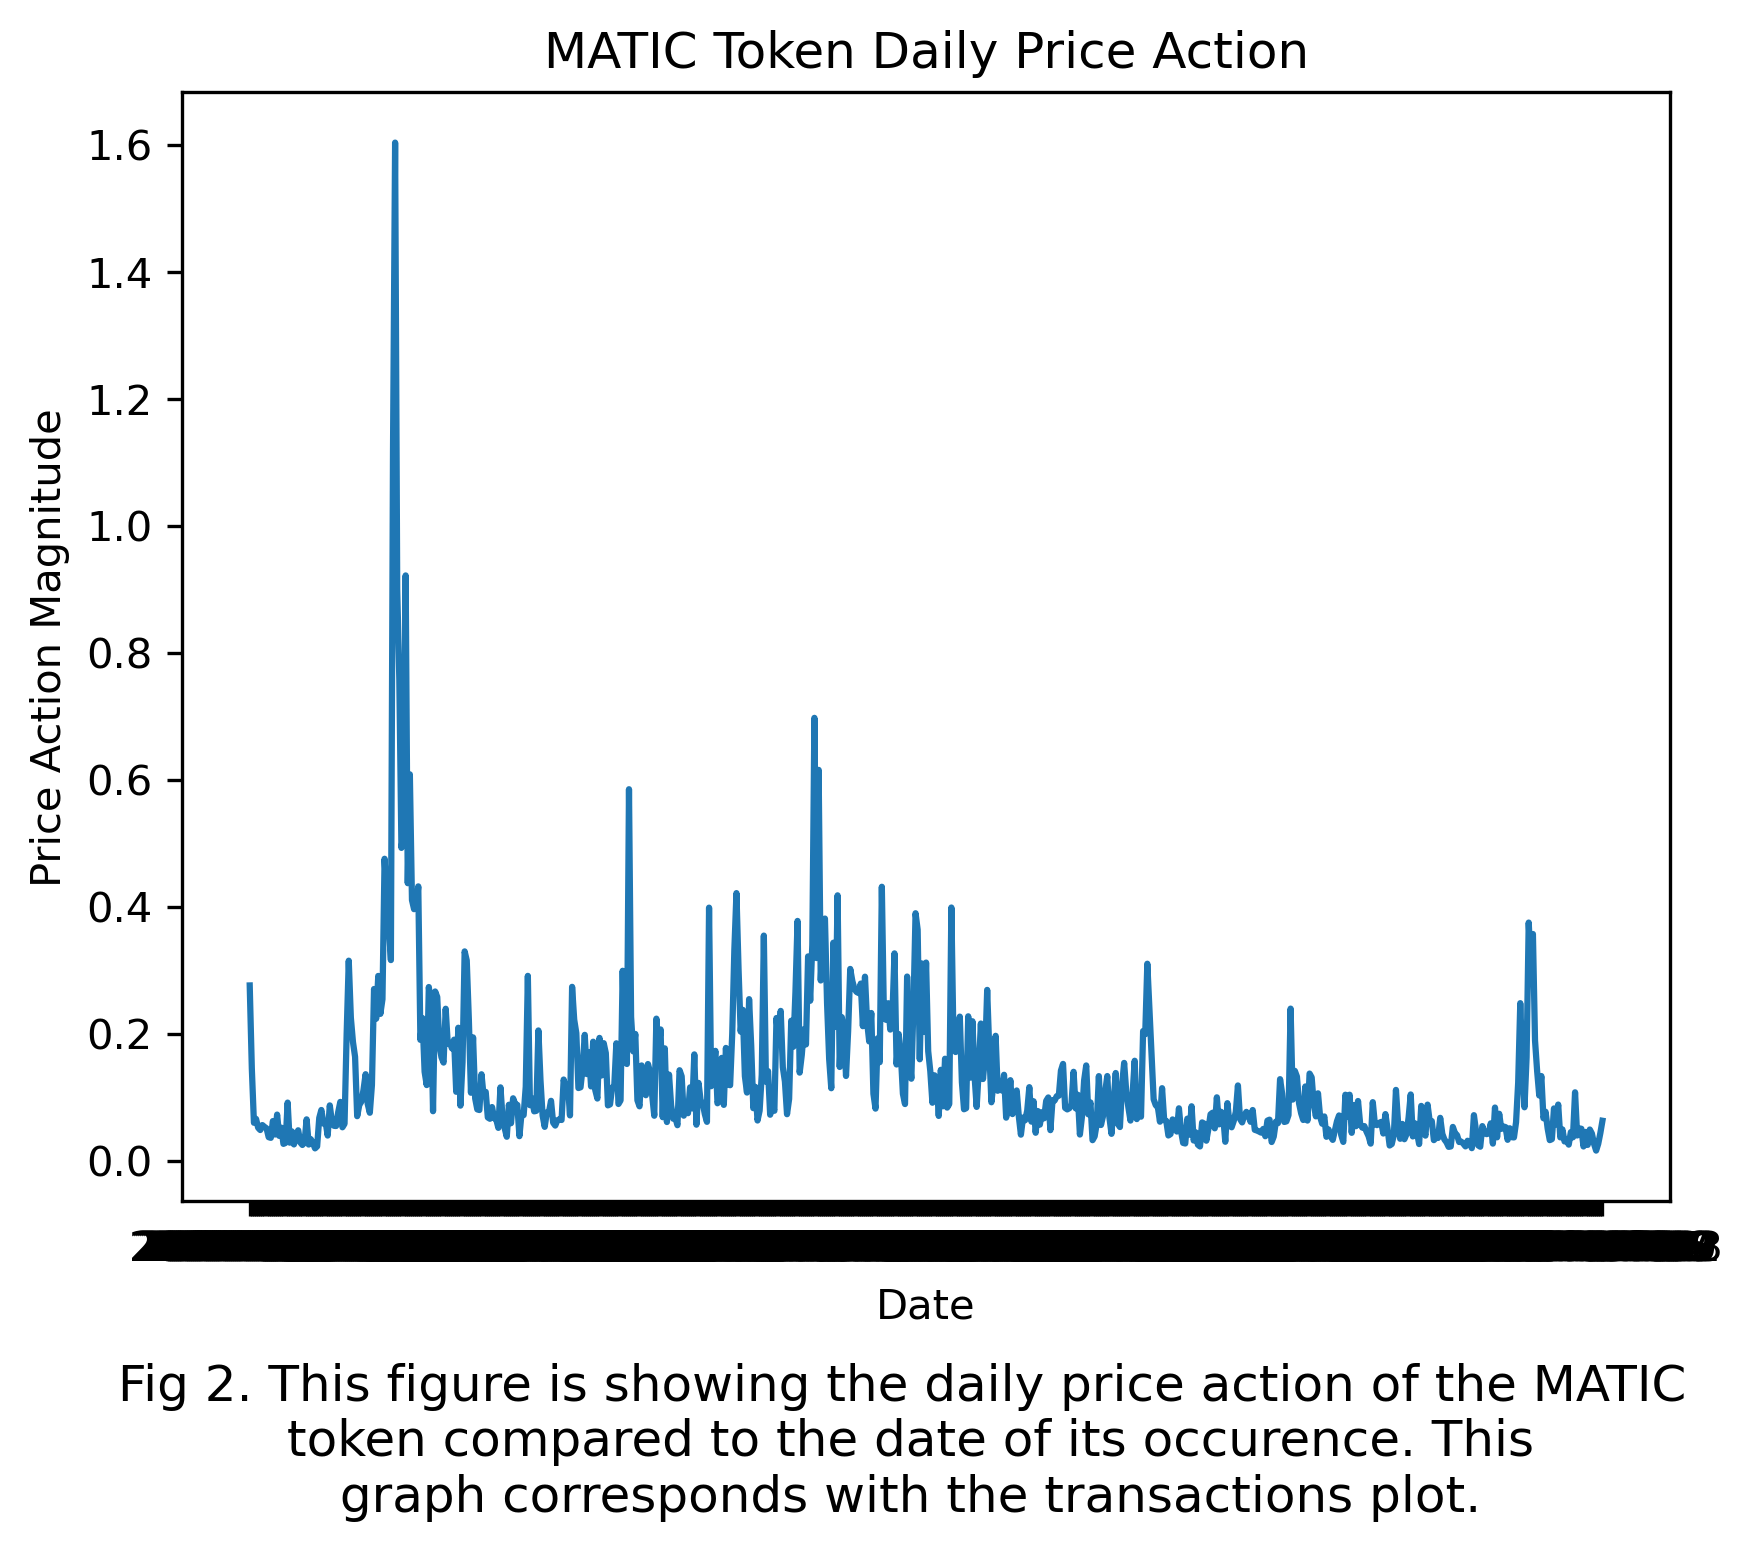 MATIC Token Daily Price Action
1.6
1.4
1.2
1.0
0.8
0.6
0.4
0.2
0.0
Price Action Magnitude
Date
Fig 2. This figure is showing the daily price action of the MATIC
token compared to the date of its occurence. This
graph corresponds with the transactions plot.